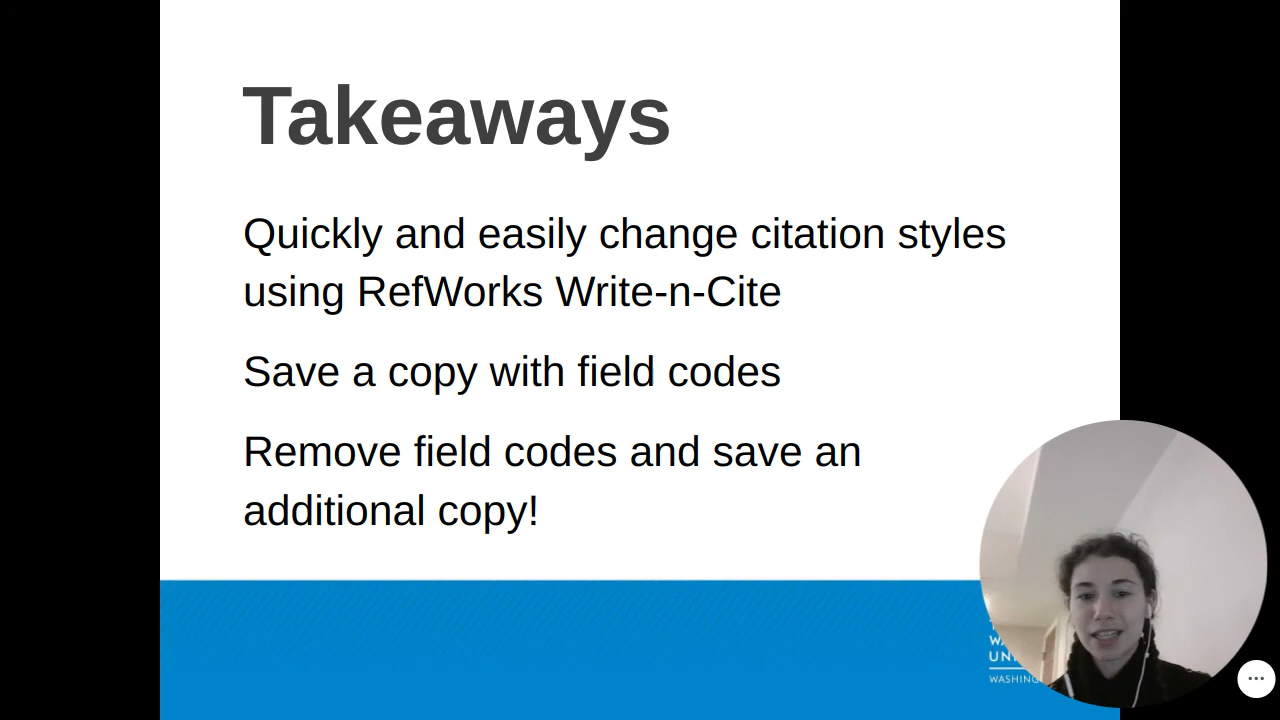 Takeaways
Quickly and easily change citation styles
using RefWorks Write-n-Cite
Save a copy with field codes
Remove field codes and save an
additional copy!